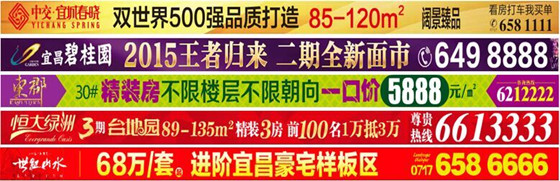 中交·宜城春晓 双世界500强品质打造 85-120m² 阔景臻品 看房打车我买单
YICHANG SPRING 658 1111
宜昌碧桂园 2015王者归来 二期全新面市 649 8888
東郡 30#精装房不限楼层不限朝向一口价5888元/m² 6212222
恒大绿洲 3期台地园89-135m²精装3房 前100名1万抵3万 尊贵热线 6613333
Evergrande Oasis
世紅山水 68万/套起 进阶宜昌豪宅样板区 0717 658 6666